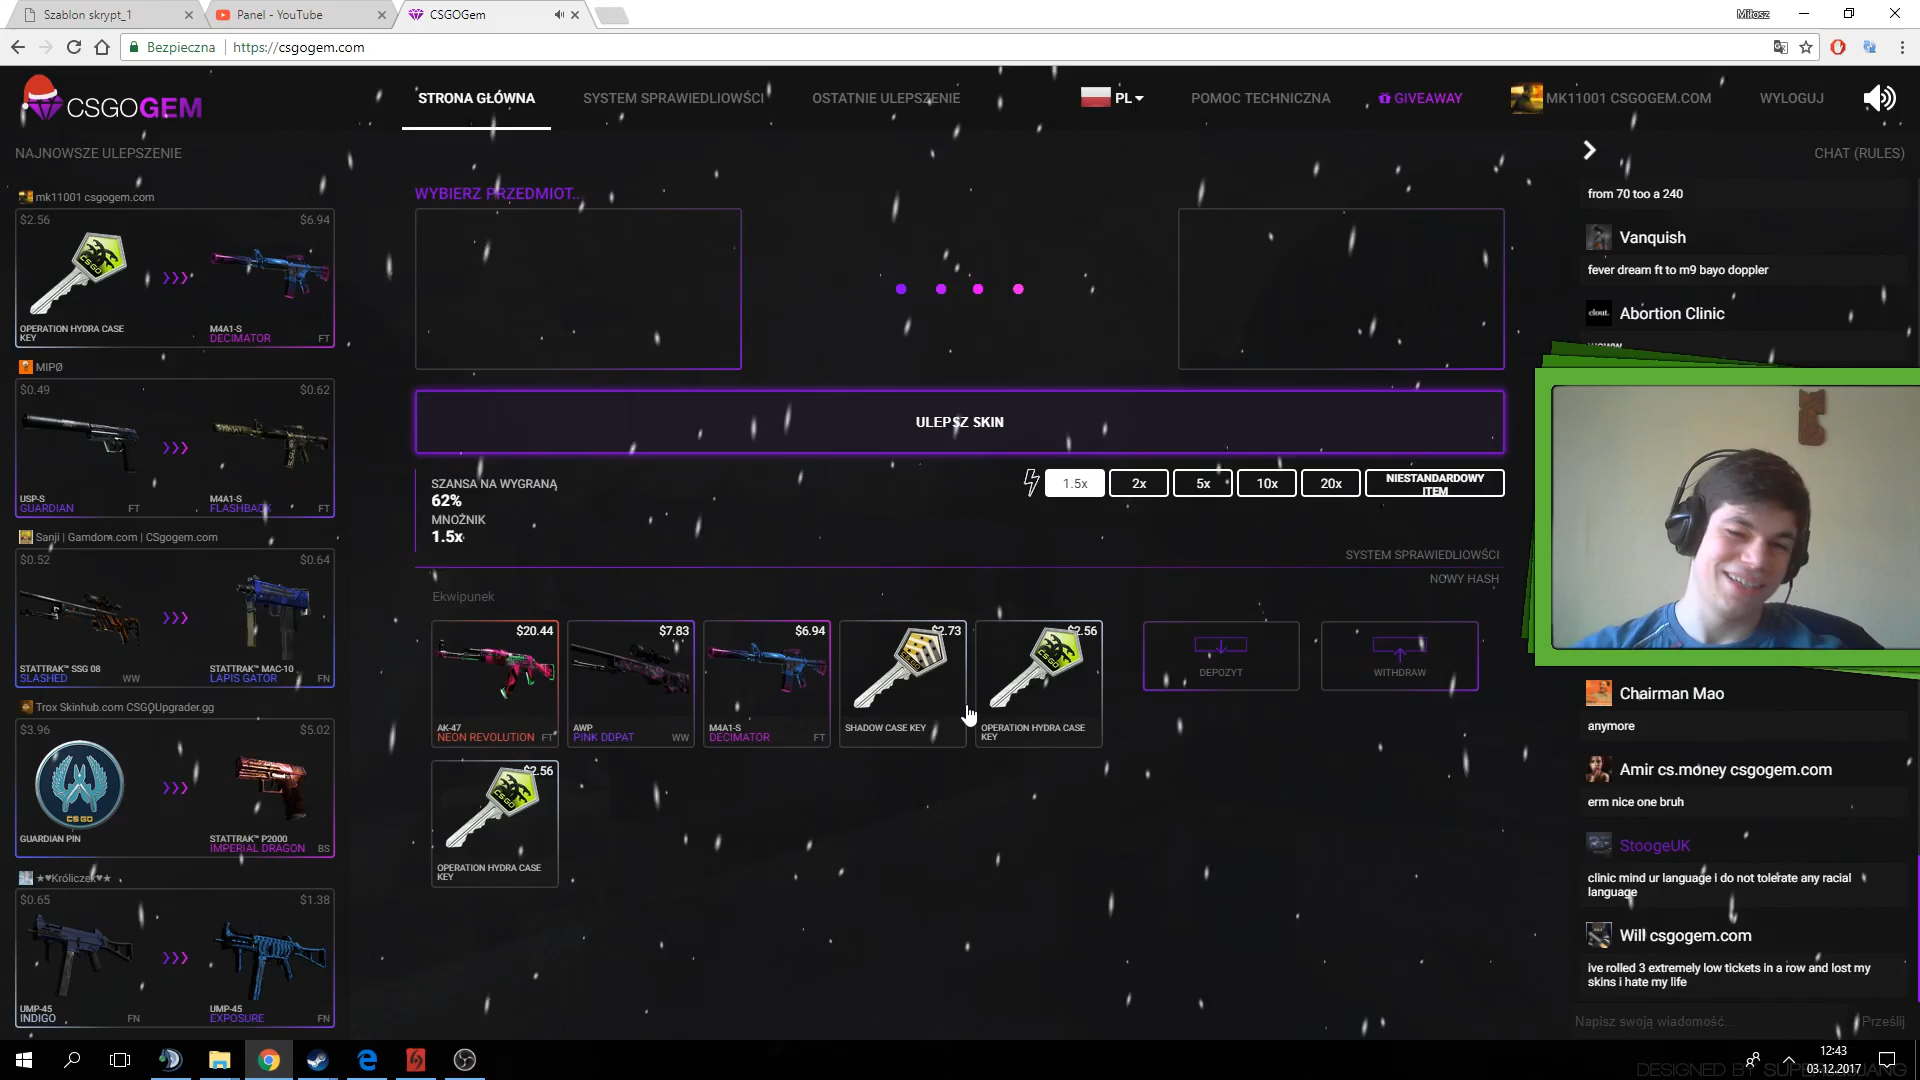 Szablon skrypt_1
Panel - YouTube
CSGOGem
Miłosz
Bezpieczna
https://csgogem.com
CSGOGEM
STRONA GŁÓWNA
SYSTEM SPRAWIEDLIWOŚCI
OSTATNIE ULEPSZENIE
PL
POMOC TECHNICZNA
GIVEAWAY
MK11001 CSGOGEM.COM
WYLOGUJ
NAJNOWSZE ULEPSZENIE
mk11001 csgogem.com
$2.56
$6.94
OPERATION HYDRA CASE KEY
M4A1-S
DECIMATOR
FT
MIPØ
$0.49
$0.62
USP-S
GUARDIAN
FT
M4A1-S
FLASHBACK
FT
Sanji | Gamdom.com | CSgogem.com
$0.52
$0.64
STATTRAK™ SSG 08
SLASHED
WW
STATTRAK™ MAC-10
LAPIS GATOR
FN
Trox Skinhub.com CSGOUpgrader.gg
$3.96
$5.02
CS GO
GUARDIAN PIN
STATTRAK™ P2000
IMPERIAL DRAGON
BS
★♥Króliczek♥★
$0.65
$1.38
UMP-45
INDIGO
FN
UMP-45
EXPOSURE
FN
WYBIERZ PRZEDMIOT...
ULEPSZ SKIN
SZANSA NA WYGRANĄ
62%
MNOŻNIK
1.5x
1.5x
2x
5x
10x
20x
NIESTANDARDOWY
ITEM
SYSTEM SPRAWIEDLIWOŚCI
NOWY HASH
Ekwipunek
$20.44
AK-47
NEON REVOLUTION
FT
$7.83
AWP
PINK DDPAT
WW
$6.94
M4A1-S
DECIMATOR
FT
$2.73
SHADOW CASE KEY
$2.56
OPERATION HYDRA CASE
KEY
DEPOZYT
WITHDRAW
$2.56
OPERATION HYDRA CASE
KEY
CHAT (RULES)
from 70 too a 240
Vanquish
fever dream ft to m9 bayo doppler
clout.
Abortion Clinic
woww
Chairman Mao
anymore
Amir cs.money csgogem.com
erm nice one bruh
StoogeUK
clinic mind ur language i do not tolerate any racial
language
Will csgogem.com
ive rolled 3 extremely low tickets in a row and lost my
skins i hate my life
Napisz swoją wiadomość...
Prześlij
12:43
03.12.2017